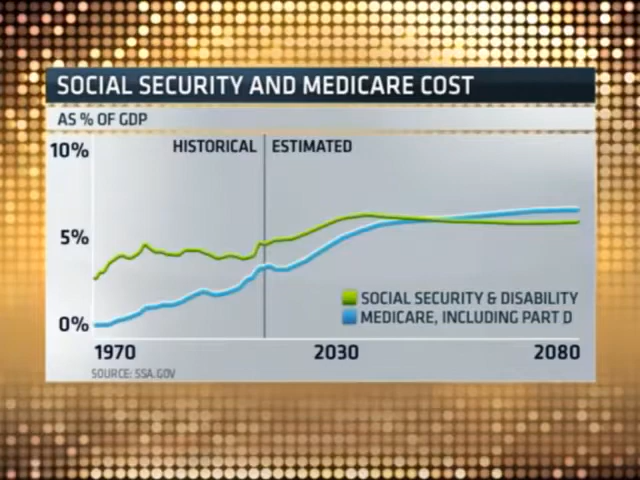 SOCIAL SECURITY AND MEDICARE COST
AS % OF GDP
10%
HISTORICAL
ESTIMATED
5%
0%
SOCIAL SECURITY & DISABILITY
MEDICARE, INCLUDING PART D
1970 2030 2080
SOURCE: SSA.GOV